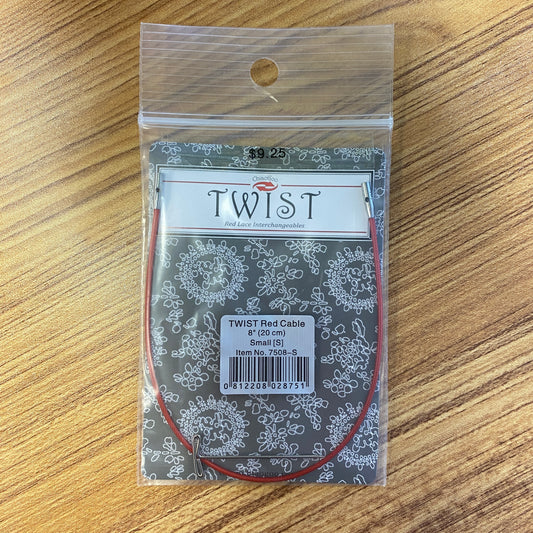 $9.25
ChiaoGoo
TWIST
Red Lace Interchangeables
TWIST Red Cable
8" (20 cm)
Small [S]
Item No. 7508-S
0 812208 028751